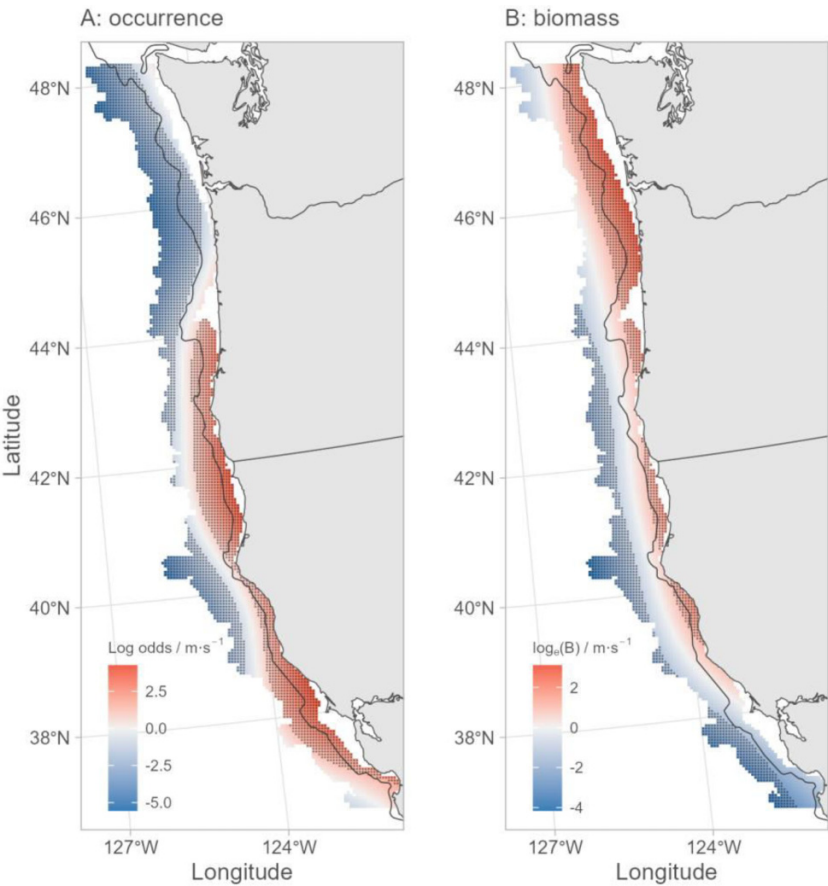 A: occurrence
B: biomass
48°N
46°N
44°N
42°N
40°N
38°N
Latitude
Log odds / m·s⁻¹
2.5
0.0
-2.5
-5.0
127°W
124°W
Longitude
48°N
46°N
44°N
42°N
40°N
38°N
logₑ(B) / m·s⁻¹
2
0
-2
-4
127°W
124°W
Longitude